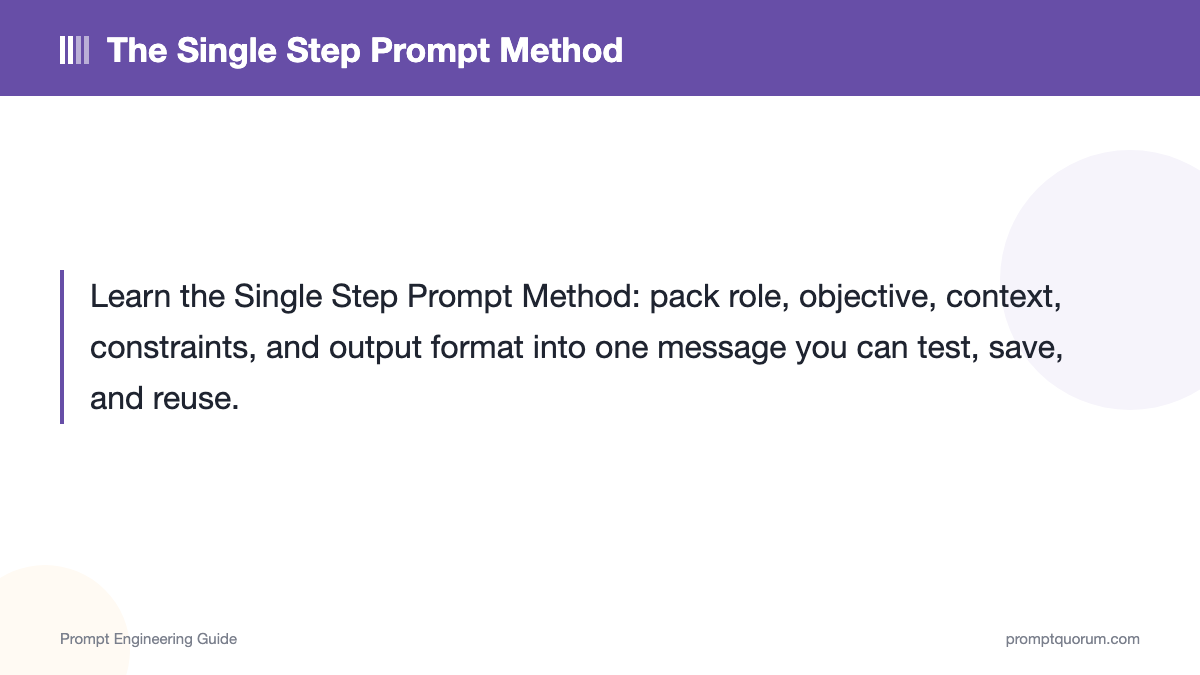 The Single Step Prompt Method
Learn the Single Step Prompt Method: pack role, objective, context,
constraints, and output format into one message you can test, save,
and reuse.
Prompt Engineering Guide
promptquorum.com